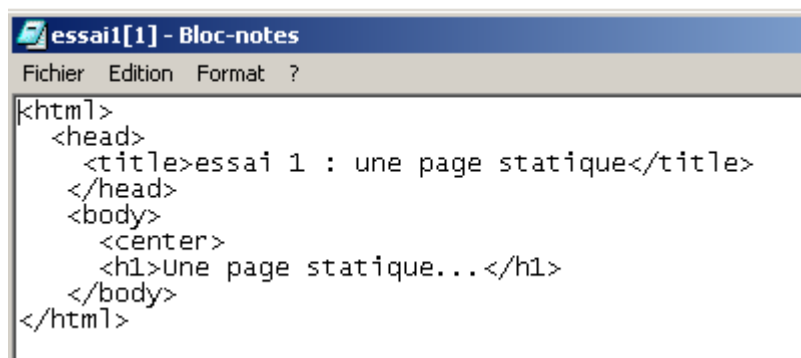 essai1[1] - Bloc-notes
Fichier Edition Format ?
<html>
<head>
<title>essai 1 : une page statique</title>
</head>
<body>
<center>
<h1>Une page statique...</h1>
</body>
</html>